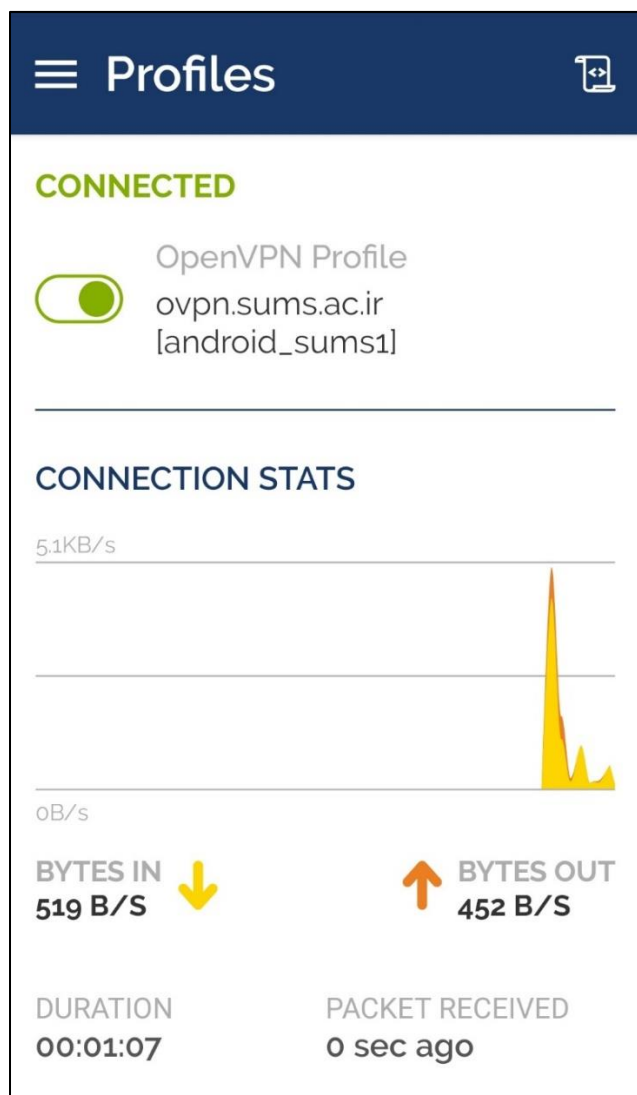 Profiles
CONNECTED
OpenVPN Profile
ovpn.sums.ac.ir
[android_sums1]
CONNECTION STATS
5.1KB/s
0B/s
BYTES IN
519 B/S
BYTES OUT
452 B/S
DURATION
00:01:07
PACKET RECEIVED
0 sec ago